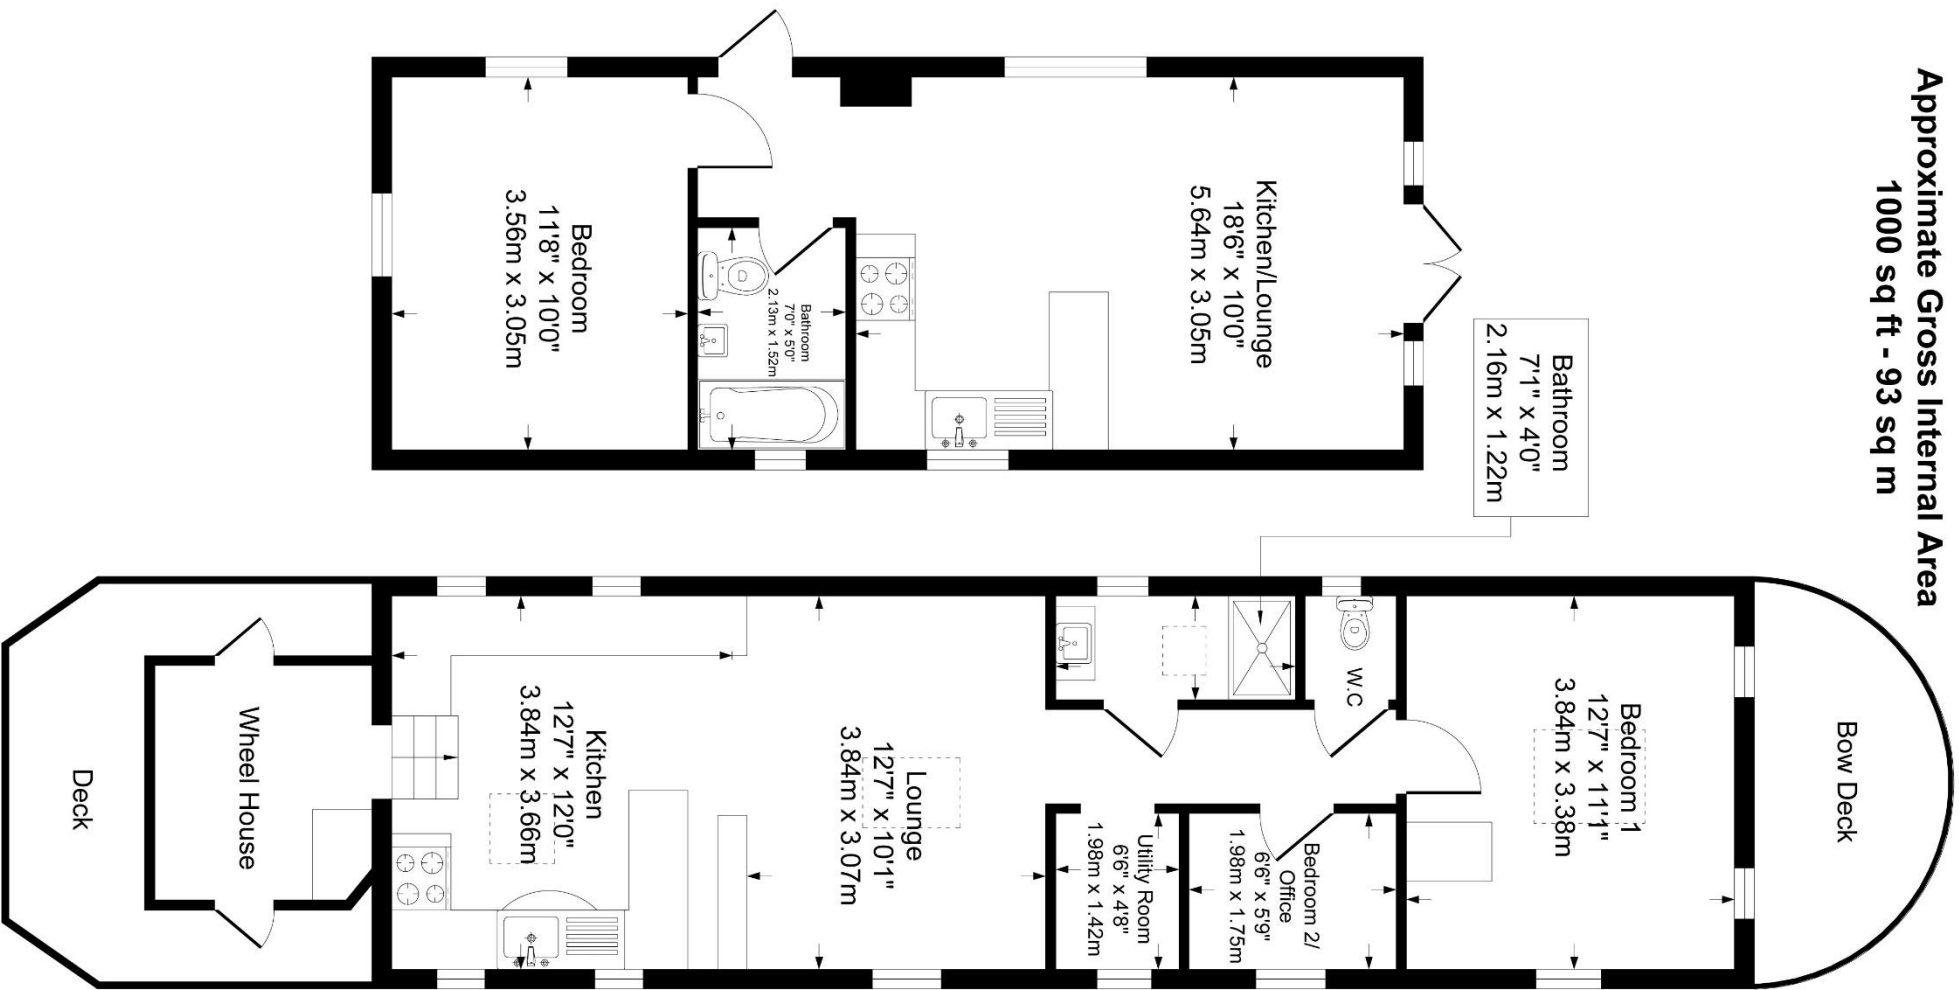 Approximate Gross Internal Area
1000 sq ft - 93 sq m
Bedroom
11'8" x 10'0"
3.56m x 3.05m
Bathroom
7'0" x 5'0"
2.13m x 1.52m
Kitchen/Lounge
18'6" x 10'0"
5.64m x 3.05m
Bathroom
7'1" x 4'0"
2.16m x 1.22m
Deck
Wheel House
Kitchen
12'7" x 12'0"
3.84m x 3.66m
Lounge
12'7" x 10'1"
3.84m x 3.07m
Utility Room
6'6" x 4'8"
1.98m x 1.42m
Bedroom 2/
Office
6'6" x 5'9"
1.98m x 1.75m
W.C
Bedroom 1
12'7" x 11'1"
3.84m x 3.38m
Bow Deck